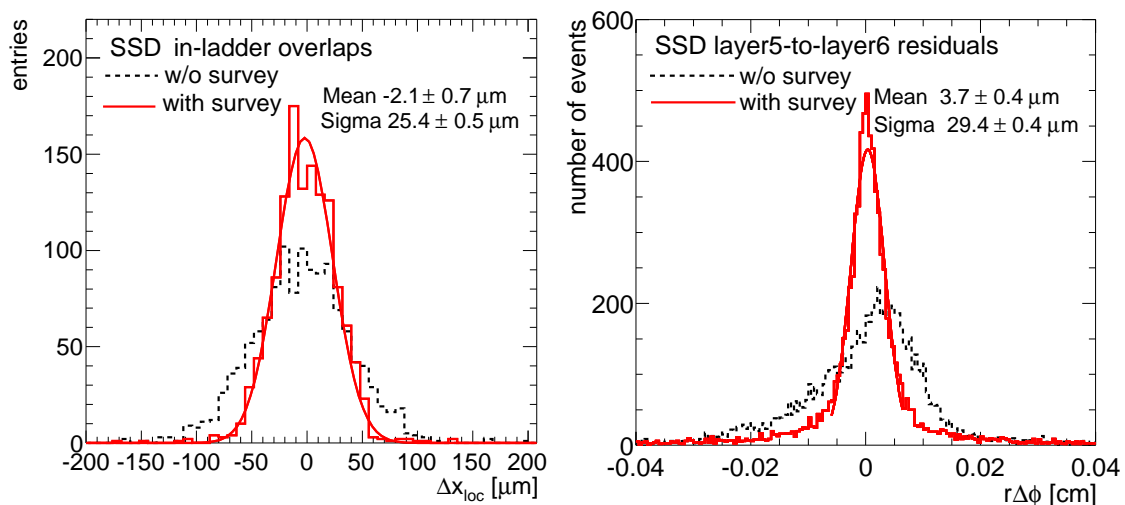 SSD in-ladder overlaps
w/o survey
with survey
Mean -2.1 ± 0.7 μm
Sigma 25.4 ± 0.5 μm
entries
200
150
100
50
0
-200 -150 -100 -50 0 50 100 150 200
Δx_loc [μm]
SSD layer5-to-layer6 residuals
w/o survey
with survey
Mean 3.7 ± 0.4 μm
Sigma 29.4 ± 0.4 μm
number of events
600
400
200
0
-0.04 -0.02 0 0.02 0.04
rΔϕ [cm]